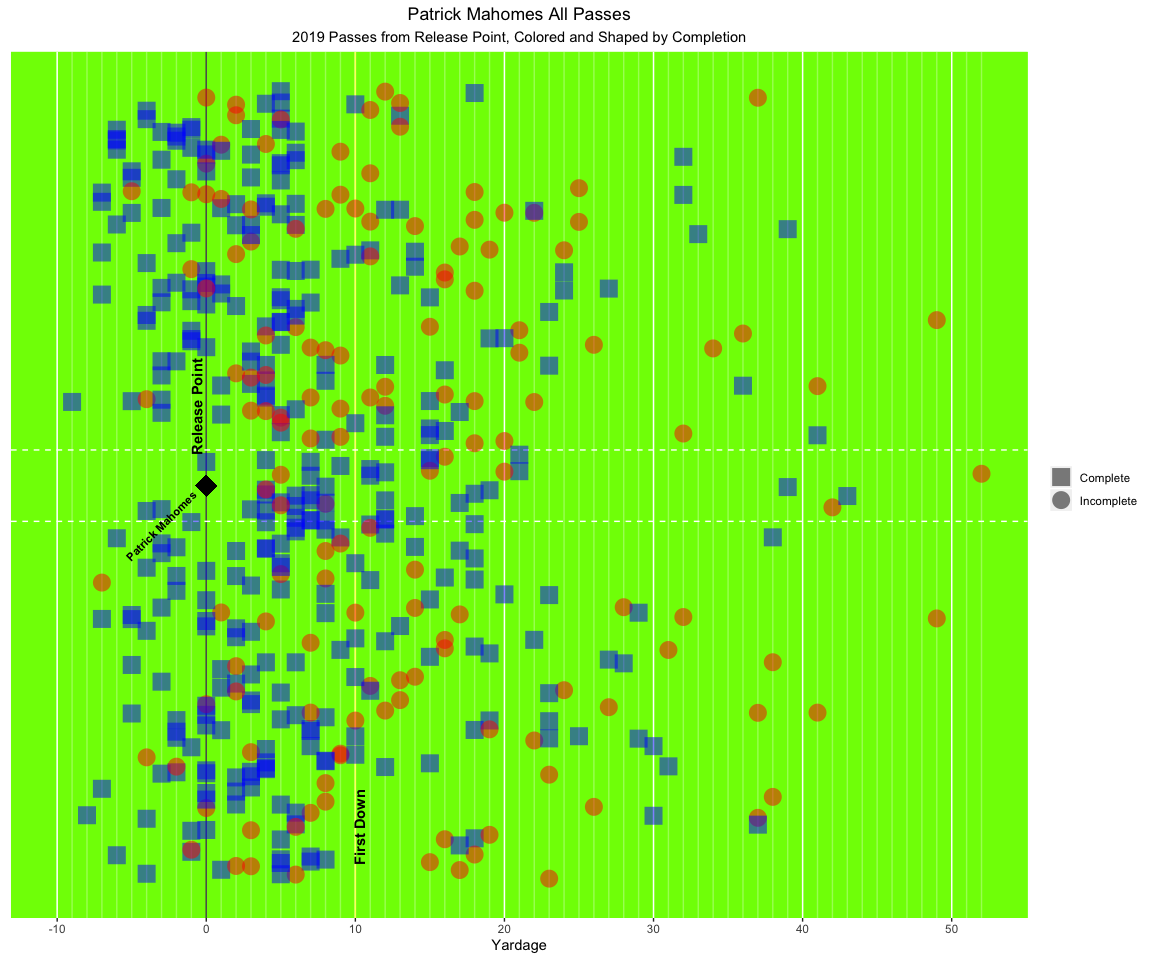 Patrick Mahomes All Passes
2019 Passes from Release Point, Colored and Shaped by Completion
Release Point
Patrick Mahomes
First Down
Complete
Incomplete
-10 0 10 20 30 40 50
Yardage